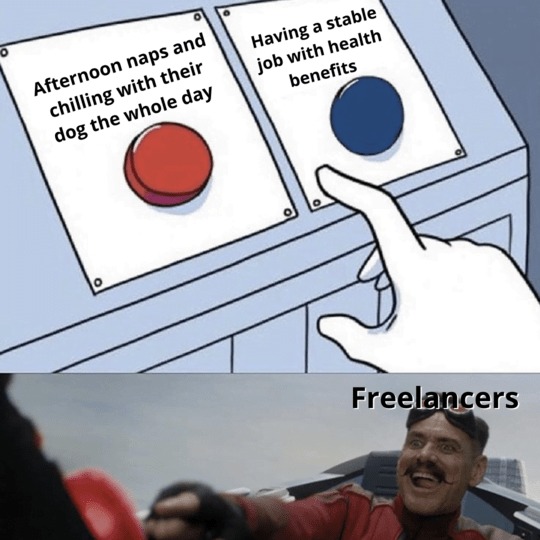 Afternoon naps and
chilling with their
dog the whole day
Having a stable
job with health
benefits
Freelancers